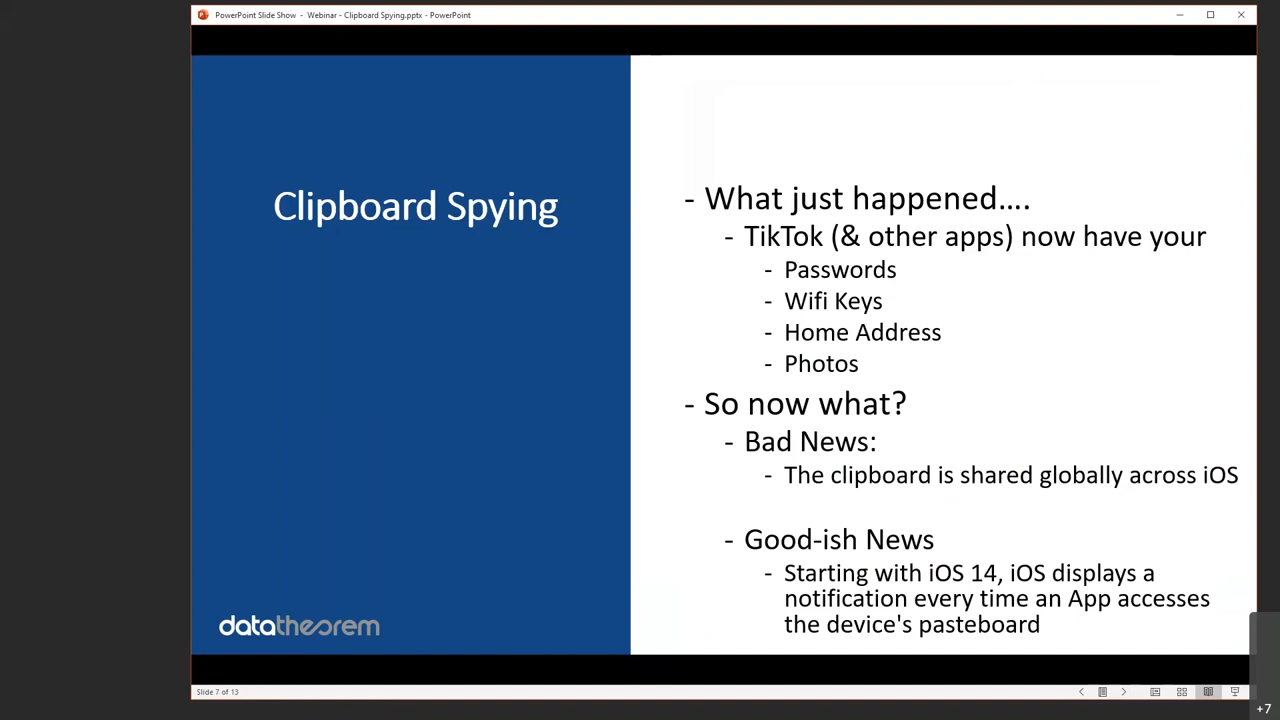 PowerPoint Slide Show - Webinar - Clipboard Spying.pptx - PowerPoint
Clipboard Spying
- What just happened....
- TikTok (& other apps) now have your
- Passwords
- Wifi Keys
- Home Address
- Photos
- So now what?
- Bad News:
- The clipboard is shared globally across iOS
- Good-ish News
- Starting with iOS 14, iOS displays a
notification every time an App accesses
the device's pasteboard
datatheorem
Slide 7 of 13
+7